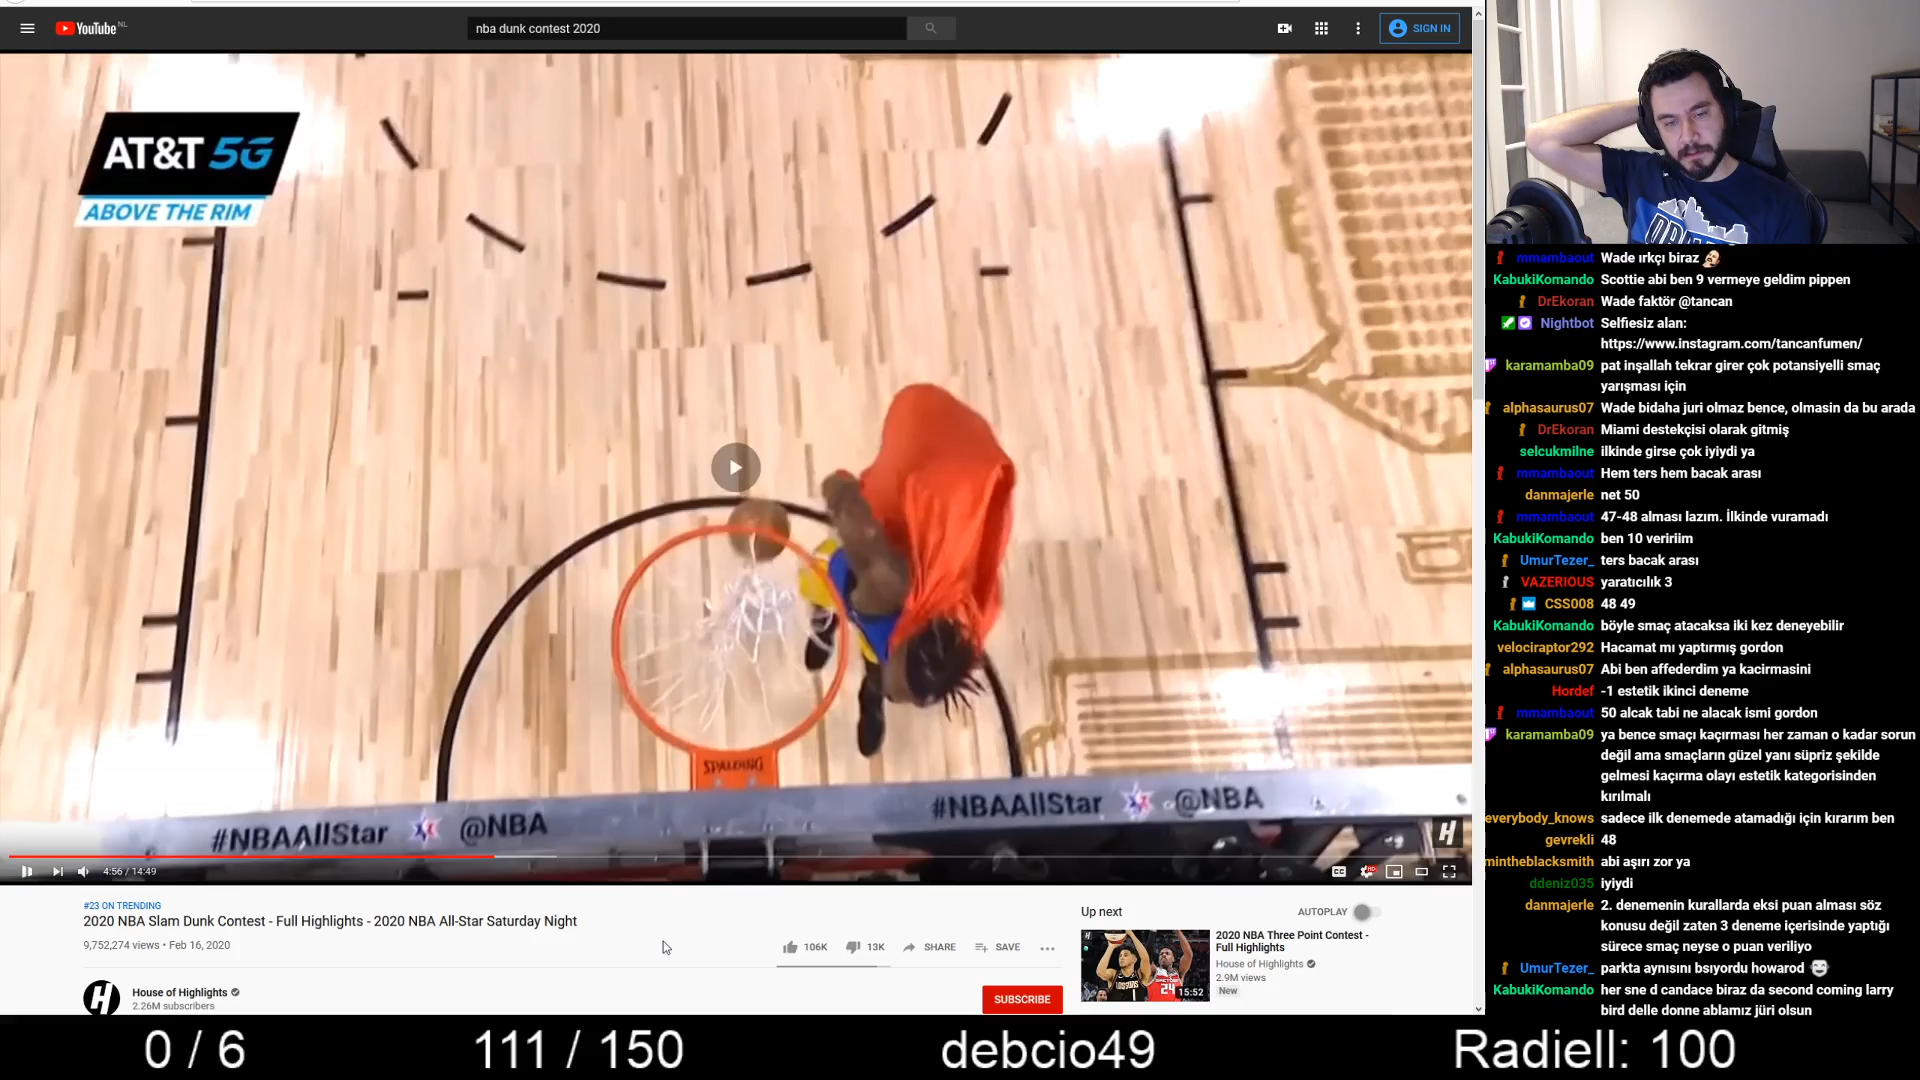 YouTube NL
nba dunk contest 2020
SIGN IN
AT&T 5G
ABOVE THE RIM
SPALDING
#NBAAllStar @NBA
#NBAAllStar @NBA
H
4:56 / 14:49
CC
HD
#23 ON TRENDING
2020 NBA Slam Dunk Contest - Full Highlights - 2020 NBA All-Star Saturday Night
9,752,274 views • Feb 16, 2020
106K
13K
SHARE
SAVE
H
House of Highlights
2.26M subscribers
SUBSCRIBE
Up next
AUTOPLAY
2020 NBA Three Point Contest -
Full Highlights
House of Highlights
2.9M views
New
15:52
mmambaout Wade ırkçı biraz
KabukiKomando Scottie abi ben 9 vermeye geldim pippen
DrEkoran Wade faktör @tancan
Nightbot Selfiesiz alan:
https://www.instagram.com/tancanfumen/
karamamba09 pat inşallah tekrar girer çok potansiyelli smaç
yarışması için
alphasaurus07 Wade bidaha juri olmaz bence, olmasin da bu arada
DrEkoran Miami destekçisi olarak gitmiş
selcukmilne ilkinde girse çok iyiydi ya
mmambaout Hem ters hem bacak arası
danmajerle net 50
mmambaout 47-48 alması lazım. İlkinde vuramadı
KabukiKomando ben 10 veririim
UmurTezer_ ters bacak arası
VAZERIOUS yaratıcılık 3
CSS008 48 49
KabukiKomando böyle smaç atacaksa iki kez deneyebilir
velociraptor292 Hacamat mı yaptırmış gordon
alphasaurus07 Abi ben affederdim ya kacirmasini
Hordef -1 estetik ikinci deneme
mmambaout 50 alcak tabi ne alacak ismi gordon
karamamba09 ya bence smaçı kaçırması her zaman o kadar sorun
değil ama smaçların güzel yanı süpriz şekilde
gelmesi kaçırma olayı estetik kategorisinden
kırılmalı
everybody_knows sadece ilk denemede atamadığı için kırarım ben
gevrekli 48
mintheblacksmith abi aşırı zor ya
ddeniz035 iyiydi
danmajerle 2. denemenin kurallarda eksi puan alması söz
konusu değil zaten 3 deneme içerisinde yaptığı
sürece smaç neyse o puan veriliyo
UmurTezer_ parkta aynısını bsıyordu howarod
KabukiKomando her sne d candace biraz da second coming larry
bird delle donne ablamız jüri olsun
0 / 6
111 / 150
debcio49
Radiell: 100